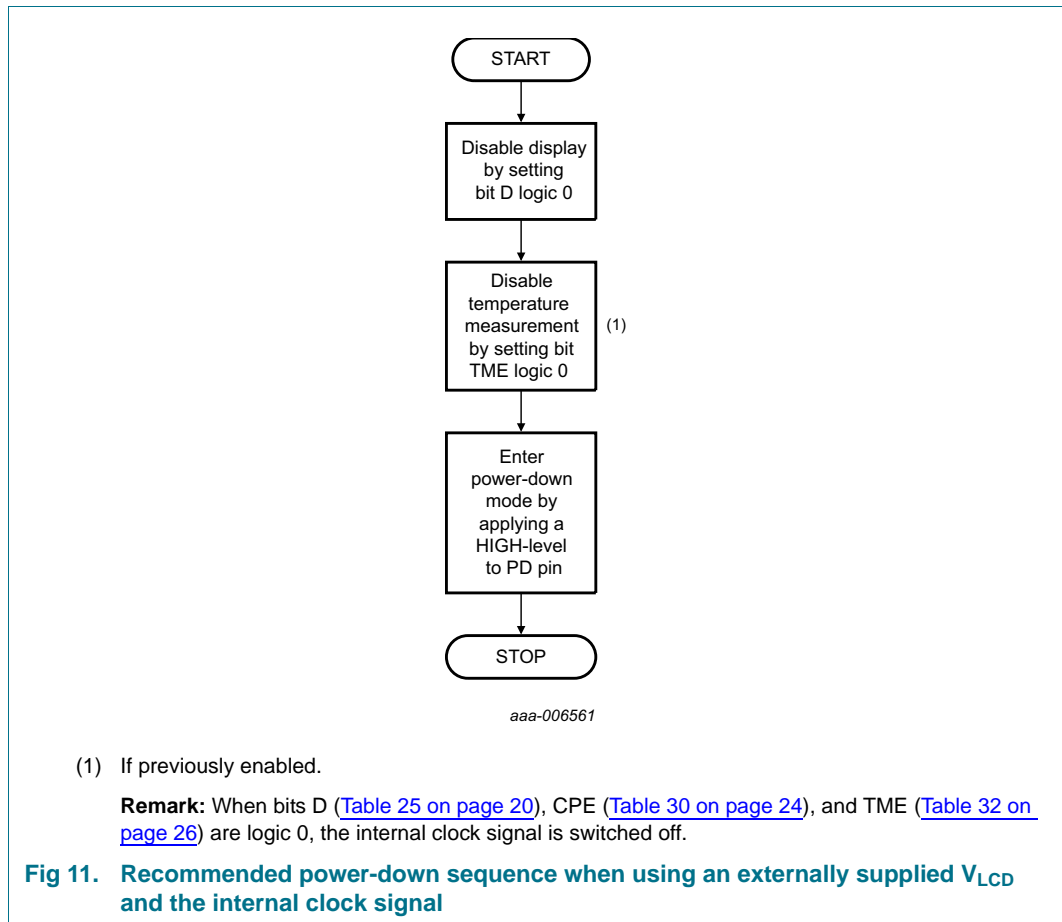 START
Disable display
by setting
bit D logic 0
Disable
temperature
measurement
by setting bit
TME logic 0
(1)
Enter
power-down
mode by
applying a
HIGH-level
to PD pin
STOP
aaa-006561
(1) If previously enabled.
Remark: When bits D (Table 25 on page 20), CPE (Table 30 on page 24), and TME (Table 32 on
page 26) are logic 0, the internal clock signal is switched off.
Fig 11. Recommended power-down sequence when using an externally supplied VLCD
and the internal clock signal